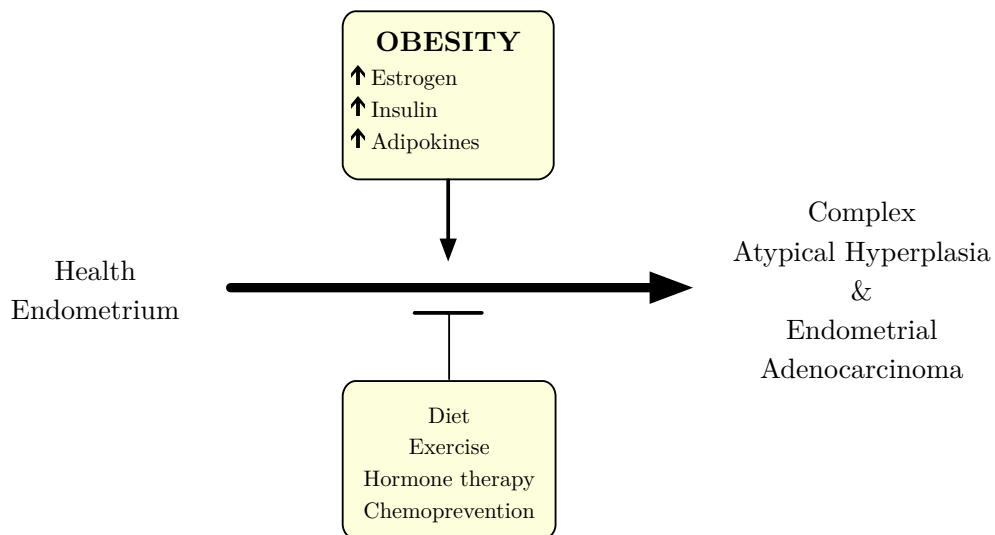 OBESITY
Estrogen
Insulin
Adipokines
Health
Endometrium
Complex
Atypical Hyperplasia
&
Endometrial
Adenocarcinoma
Diet
Exercise
Hormone therapy
Chemoprevention